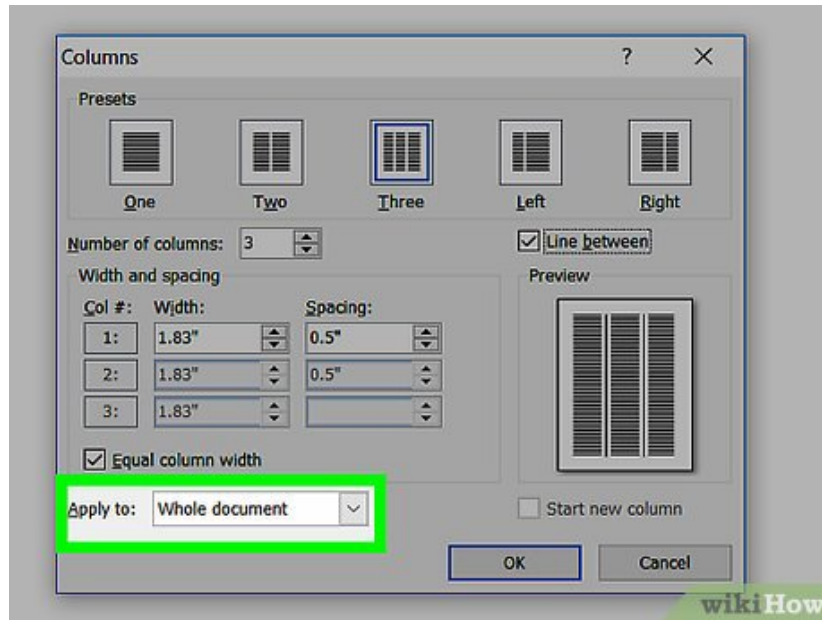 Columns ?
Presets
One Two Three Left Right
Number of columns: 3 Line between
Width and spacing Preview
Col #: Width: Spacing:
1: 1.83" 0.5"
2: 1.83" 0.5"
3: 1.83"
Equal column width
Apply to: Whole document Start new column
OK Cancel
wikiHow